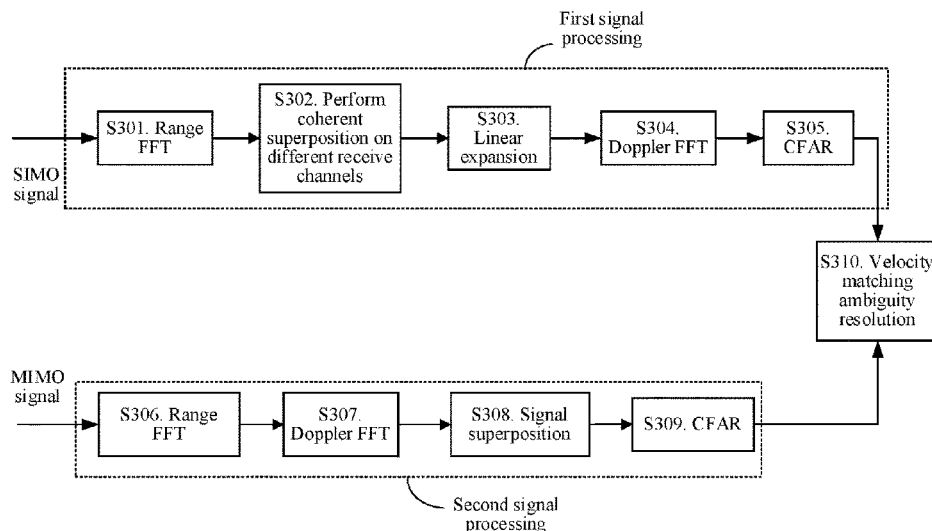 First signal
processing
S301. Range
FFT
S302. Perform
coherent
superposition on
different receive
channels
S303.
Linear
expansion
S304.
Doppler FFT
S305.
CFAR
SIMO
signal
S310. Velocity
matching
ambiguity
resolution
MIMO
signal
S306. Range
FFT
S307.
Doppler FFT
S308. Signal
superposition
S309. CFAR
Second signal
processing